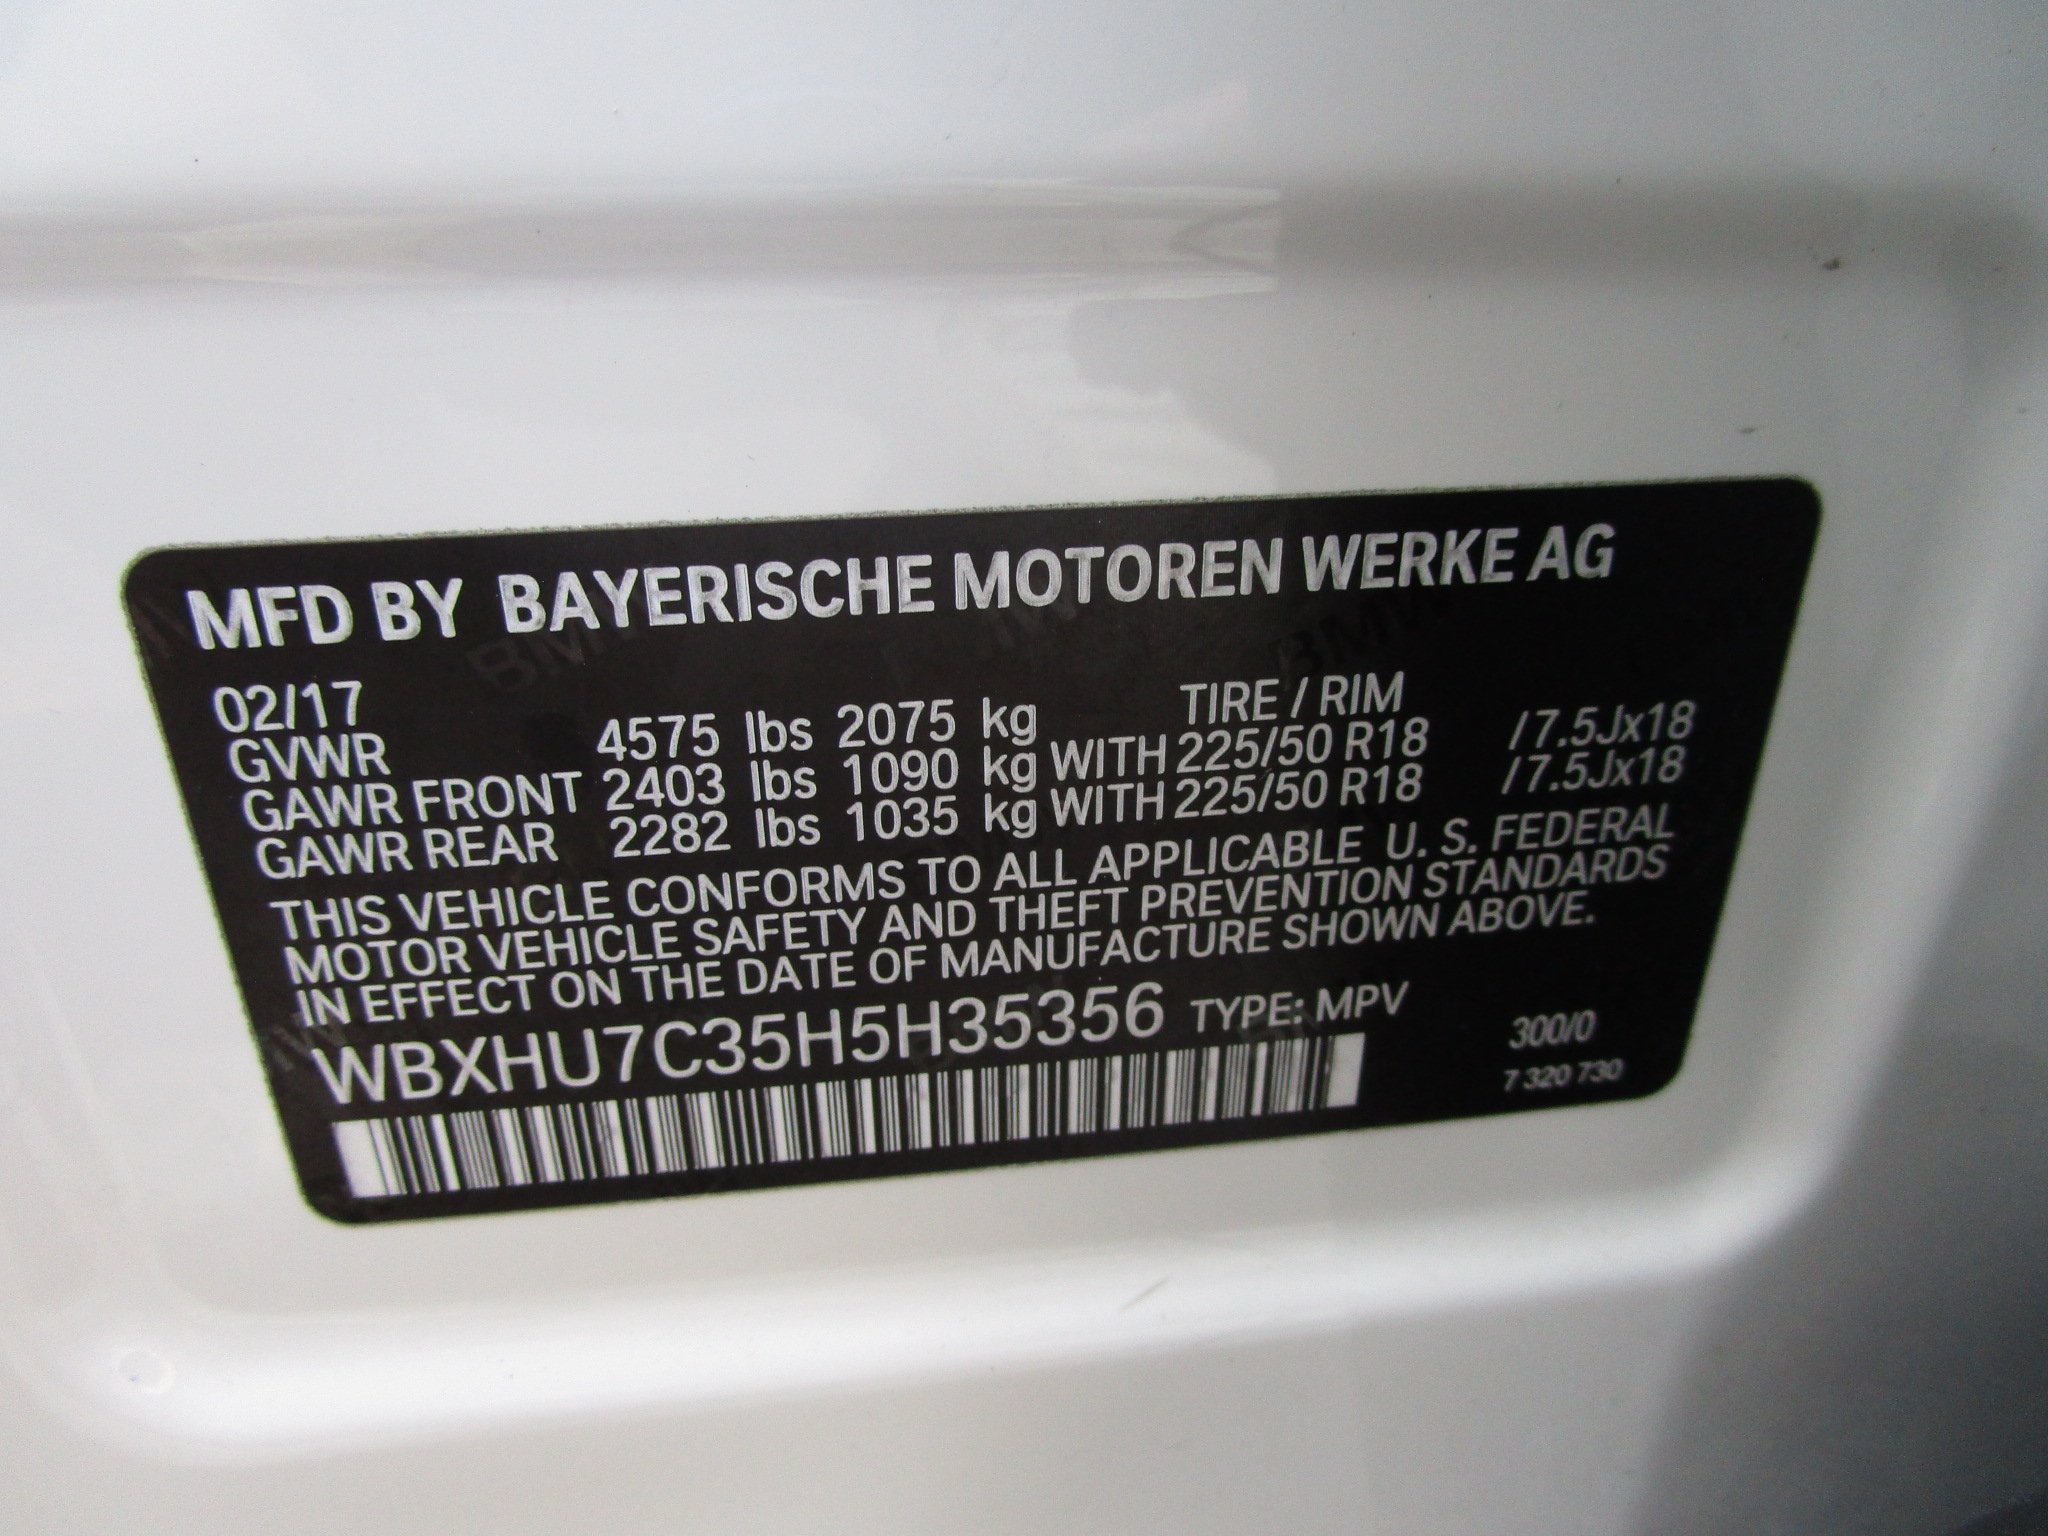 MFD BY BAYERISCHE MOTOREN WERKE AG
02/17 TIRE / RIM
GVWR 4575 lbs 2075 kg
GAWR FRONT 2403 lbs 1090 kg WITH 225/50 R18 / 7.5Jx18
GAWR REAR 2282 lbs 1035 kg WITH 225/50 R18 / 7.5Jx18
THIS VEHICLE CONFORMS TO ALL APPLICABLE U. S. FEDERAL
MOTOR VEHICLE SAFETY AND THEFT PREVENTION STANDARDS
IN EFFECT ON THE DATE OF MANUFACTURE SHOWN ABOVE.
WBXHU7C35H5H35356 TYPE: MPV
300/0
7 320 730